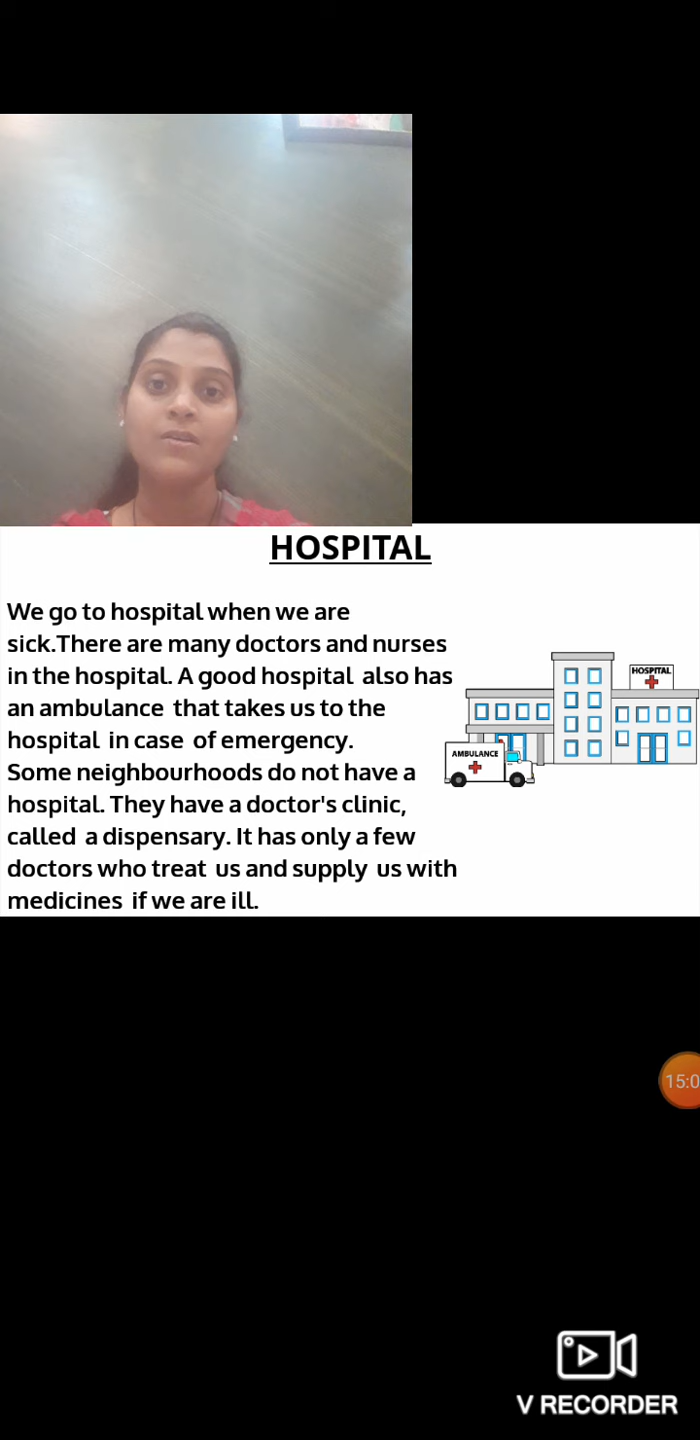 HOSPITAL
We go to hospital when we are
sick.There are many doctors and nurses
in the hospital. A good hospital also has
an ambulance that takes us to the
hospital in case of emergency.
Some neighbourhoods do not have a
hospital. They have a doctor's clinic,
called a dispensary. It has only a few
doctors who treat us and supply us with
medicines if we are ill.
HOSPITAL
AMBULANCE
15:0
V RECORDER